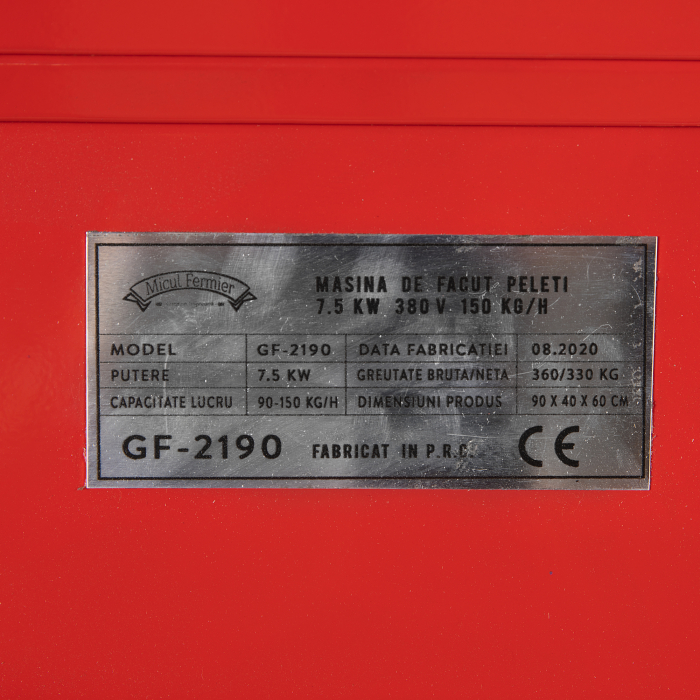 Micul Fermier
MASINA DE FACUT PELETI
7.5 KW 380 V 150 KG/H
MODEL GF-2190 DATA FABRICATIEI 08.2020
PUTERE 7.5 KW GREUTATE BRUTA/NETA 360/330 KG
CAPACITATE LUCRU 90-150 KG/H DIMENSIUNI PRODUS 90 X 40 X 60 CM
GF-2190 FABRICAT IN P.R.C. CE